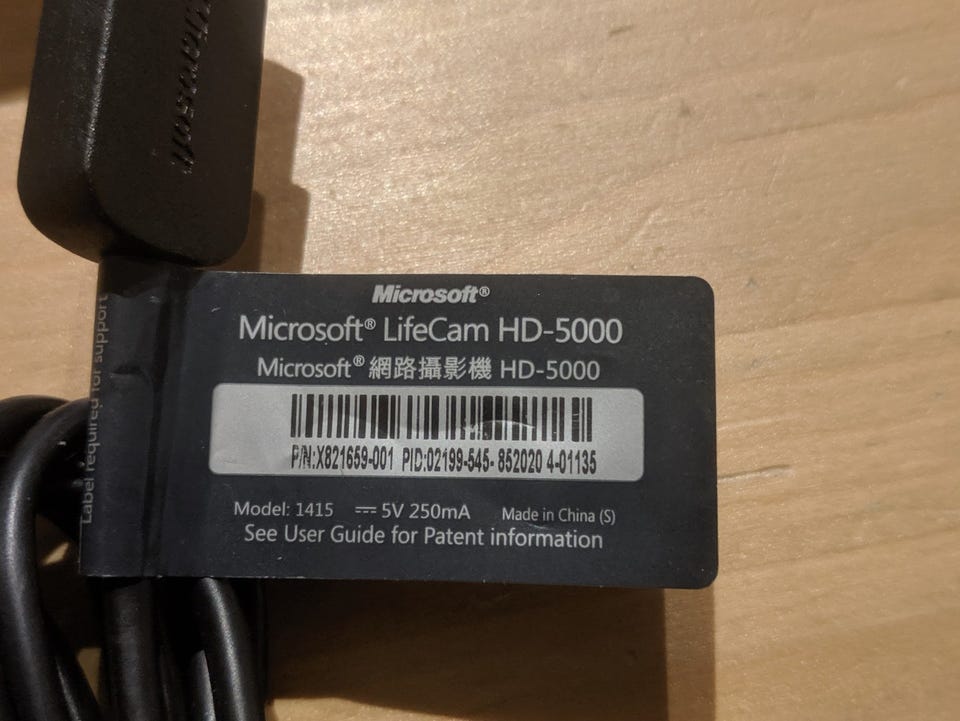 Microsoft
Microsoft®
Microsoft® LifeCam HD-5000
Microsoft® 網路攝影機 HD-5000
P/N:X821659-001 PID:02199-545- 852020 4-01135
Model: 1415 ⎓ 5V 250mA Made in China (S)
See User Guide for Patent information
Label required for support